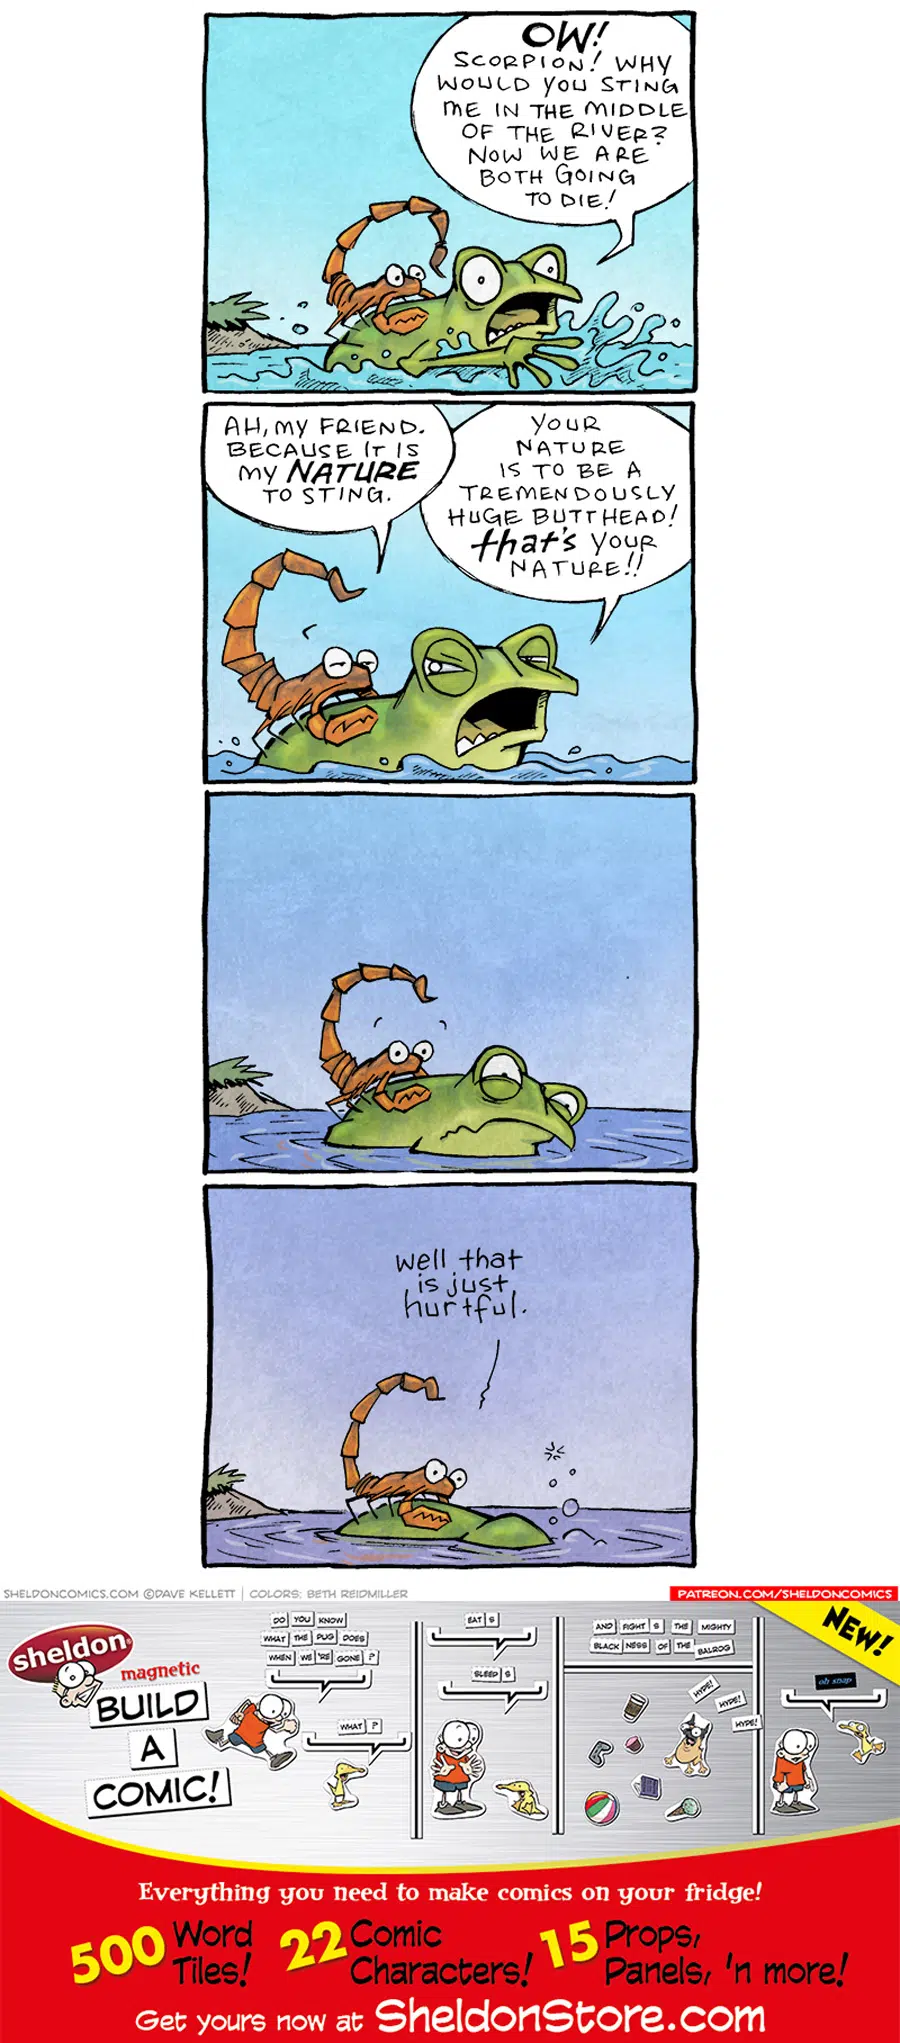 OW!
SCORPION! WHY
WOULD YOU STING
ME IN THE MIDDLE
OF THE RIVER?
NOW WE ARE
BOTH GOING
TO DIE!
AH, MY FRIEND.
BECAUSE IT IS
MY NATURE
TO STING.
YOUR
NATURE
IS TO BE A
TREMENDOUSLY
HUGE BUTTHEAD!
that's YOUR
NATURE!!
well that
is just
hurtful.
SHELDONCOMICS.COM ©DAVE KELLETT | COLORS: BETH REIDMILLER
PATREON.COM/SHELDONCOMICS
sheldon®
magnetic
BUILD
A
COMIC!
DO YOU KNOW
WHAT THE PUG DOES
WHEN WE 'RE GONE ?
WHAT ?
EAT S
SLEEP S
AND FIGHT S THE MIGHTY
BLACK NESS OF THE BALROG
HYPE!
HYPE!
HYPE!
oh snap
NEW!
Everything you need to make comics on your fridge!
500 Word Tiles!
22 Comic Characters!
15 Props, Panels, 'n more!
Get yours now at SheldonStore.com